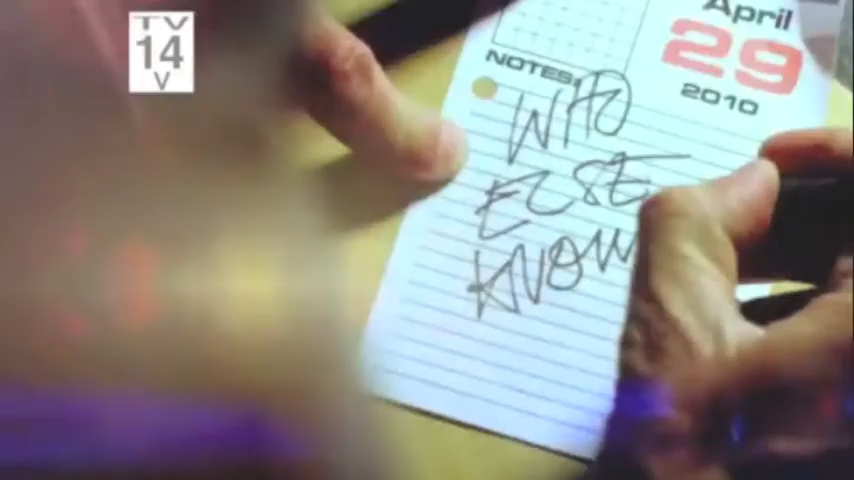 TV
14
V
April
29
2010
NOTES:
WHO
ELSE
KNOW